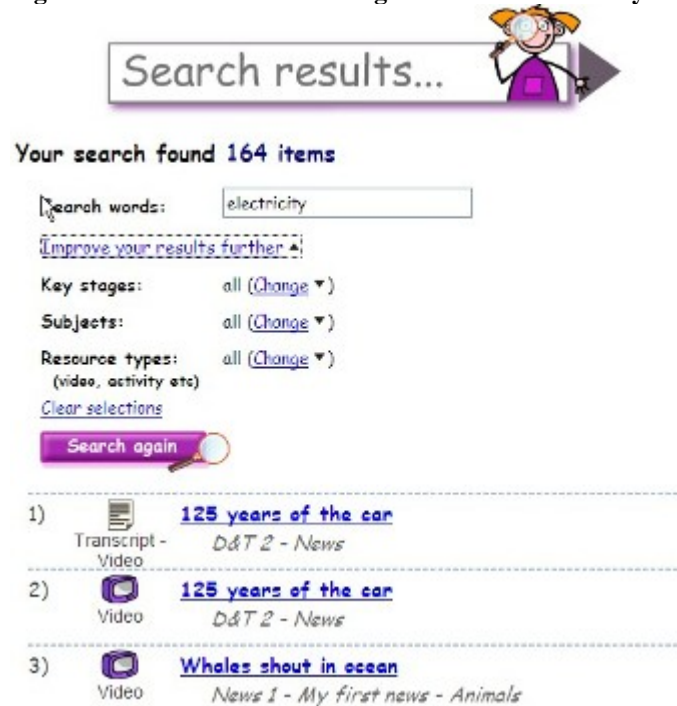 Search results...
Your search found 164 items
Search words: electricity
Improve your results further ▲
Key stages: all (Change ▼)
Subjects: all (Change ▼)
Resource types: all (Change ▼)
(video, activity etc)
Clear selections
Search again
1) 125 years of the car
Transcript - D&T 2 - News
Video
2) 125 years of the car
Video D&T 2 - News
3) Whales shout in ocean
Video News 1 - My first news - Animals